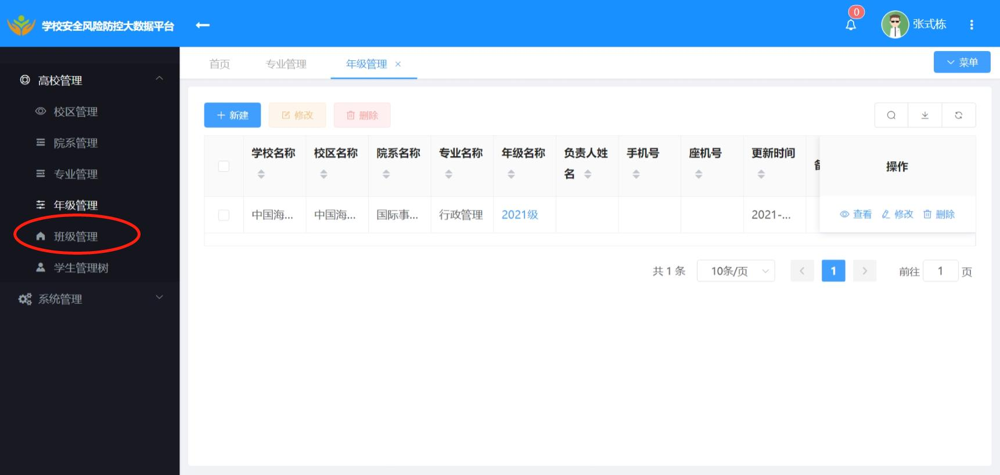 学校安全风险防控大数据平台
0
张式栋
高校管理
校区管理
院系管理
专业管理
年级管理
班级管理
学生管理树
系统管理
首页 专业管理 年级管理 ×
菜单
+ 新建 修改 删除
学校名称 校区名称 院系名称 专业名称 年级名称 负责人姓名 手机号 座机号 更新时间 操作
中国海... 中国海... 国际事... 行政管理 2021级 2021-... 查看 修改 删除
共 1 条 10条/页 1 前往 1 页